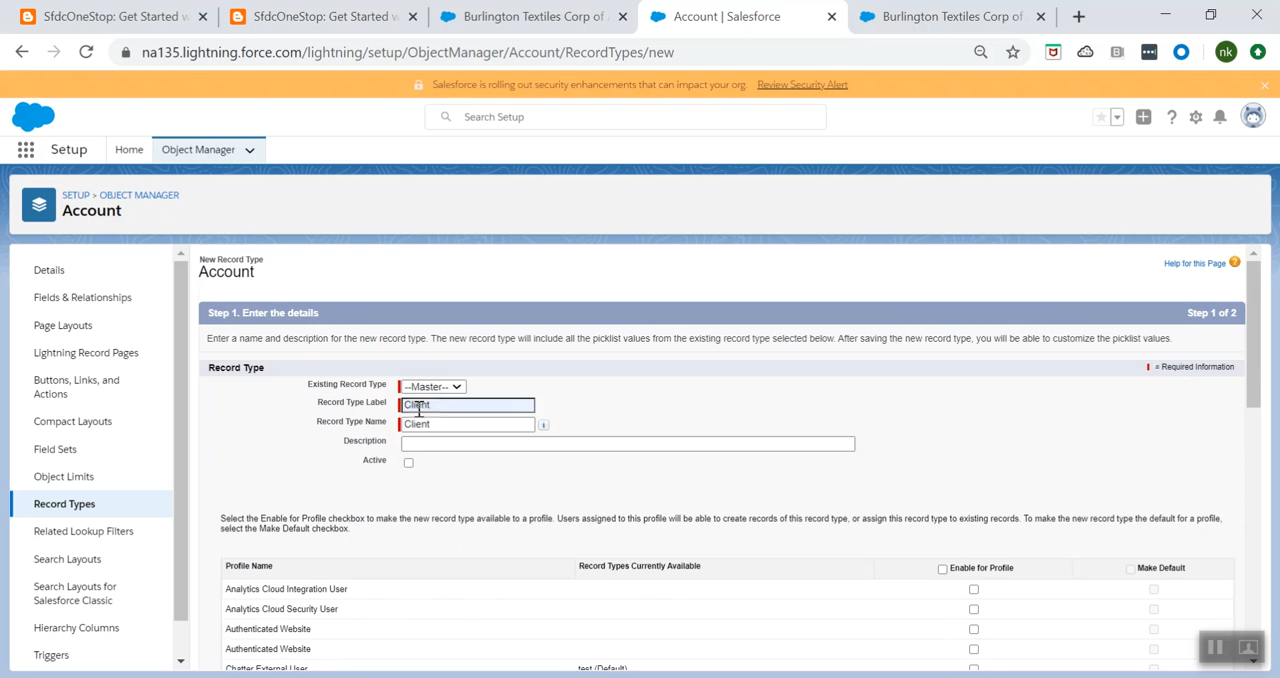 SfdcOneStop: Get Started w
SfdcOneStop: Get Started w
Burlington Textiles Corp of A
Account | Salesforce
Burlington Textiles Corp of A
na135.lightning.force.com/lightning/setup/ObjectManager/Account/RecordTypes/new
nk
Salesforce is rolling out security enhancements that can impact your org. Review Security Alert
Search Setup
Setup
Home
Object Manager
SETUP > OBJECT MANAGER
Account
Details
Fields & Relationships
Page Layouts
Lightning Record Pages
Buttons, Links, and
Actions
Compact Layouts
Field Sets
Object Limits
Record Types
Related Lookup Filters
Search Layouts
Search Layouts for
Salesforce Classic
Hierarchy Columns
Triggers
New Record Type
Account
Help for this Page
Step 1. Enter the details
Step 1 of 2
Enter a name and description for the new record type. The new record type will include all the picklist values from the existing record type selected below. After saving the new record type, you will be able to customize the picklist values.
Record Type
= Required Information
Existing Record Type --Master--
Record Type Label Client
Record Type Name Client
Description
Active
Select the Enable for Profile checkbox to make the new record type available to a profile. Users assigned to this profile will be able to create records of this record type, or assign this record type to existing records. To make the new record type the default for a profile,
select the Make Default checkbox.
Profile Name Record Types Currently Available Enable for Profile Make Default
Analytics Cloud Integration User
Analytics Cloud Security User
Authenticated Website
Authenticated Website
Chatter External User test (Default)